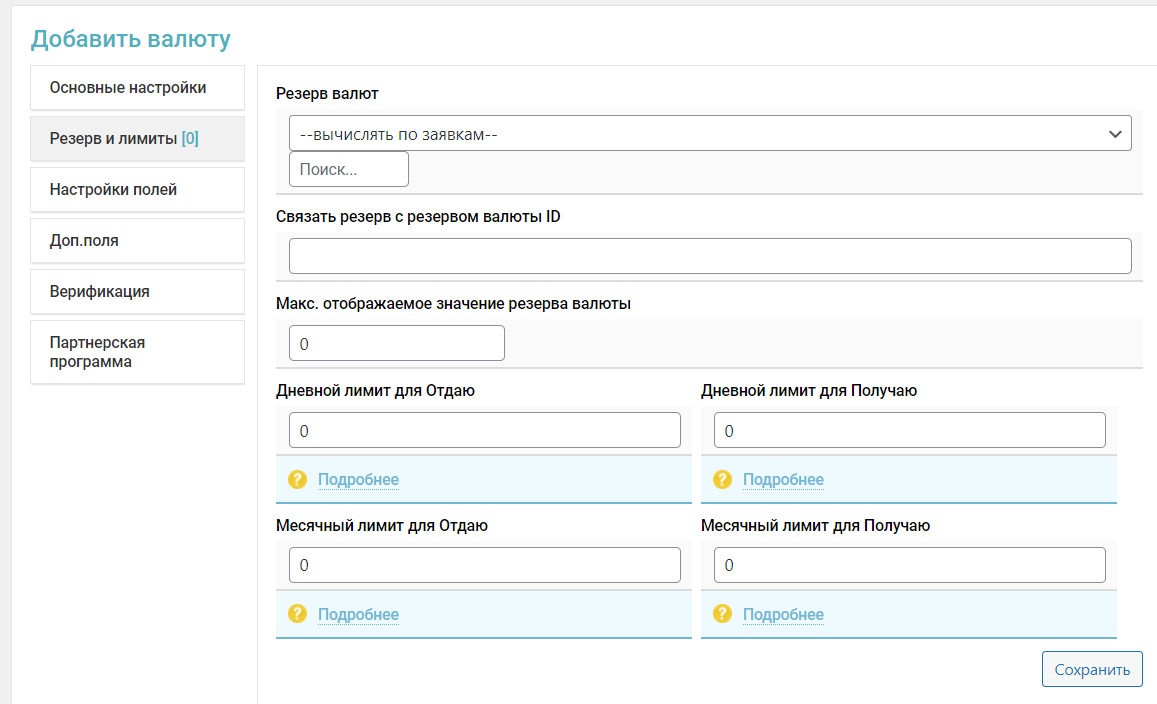 Добавить валюту
Основные настройки
Резерв и лимиты [0]
Настройки полей
Доп.поля
Верификация
Партнерская
программа
Резерв валют
--вычислять по заявкам--
Поиск...
Связать резерв с резервом валюты ID
Макс. отображаемое значение резерва валюты
0
Дневной лимит для Отдаю
Дневной лимит для Получаю
0
0
? Подробнее
? Подробнее
Месячный лимит для Отдаю
Месячный лимит для Получаю
0
0
? Подробнее
? Подробнее
Сохранить